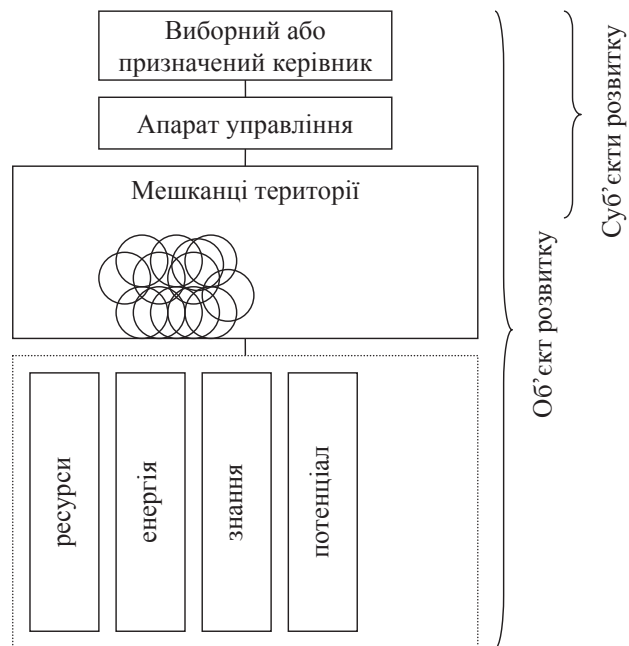 Виборний або
призначений керівник
Апарат управління
Мешканці території
ресурси
енергія
знання
потенціал
Об’єкт розвитку
Суб’єкти розвитку